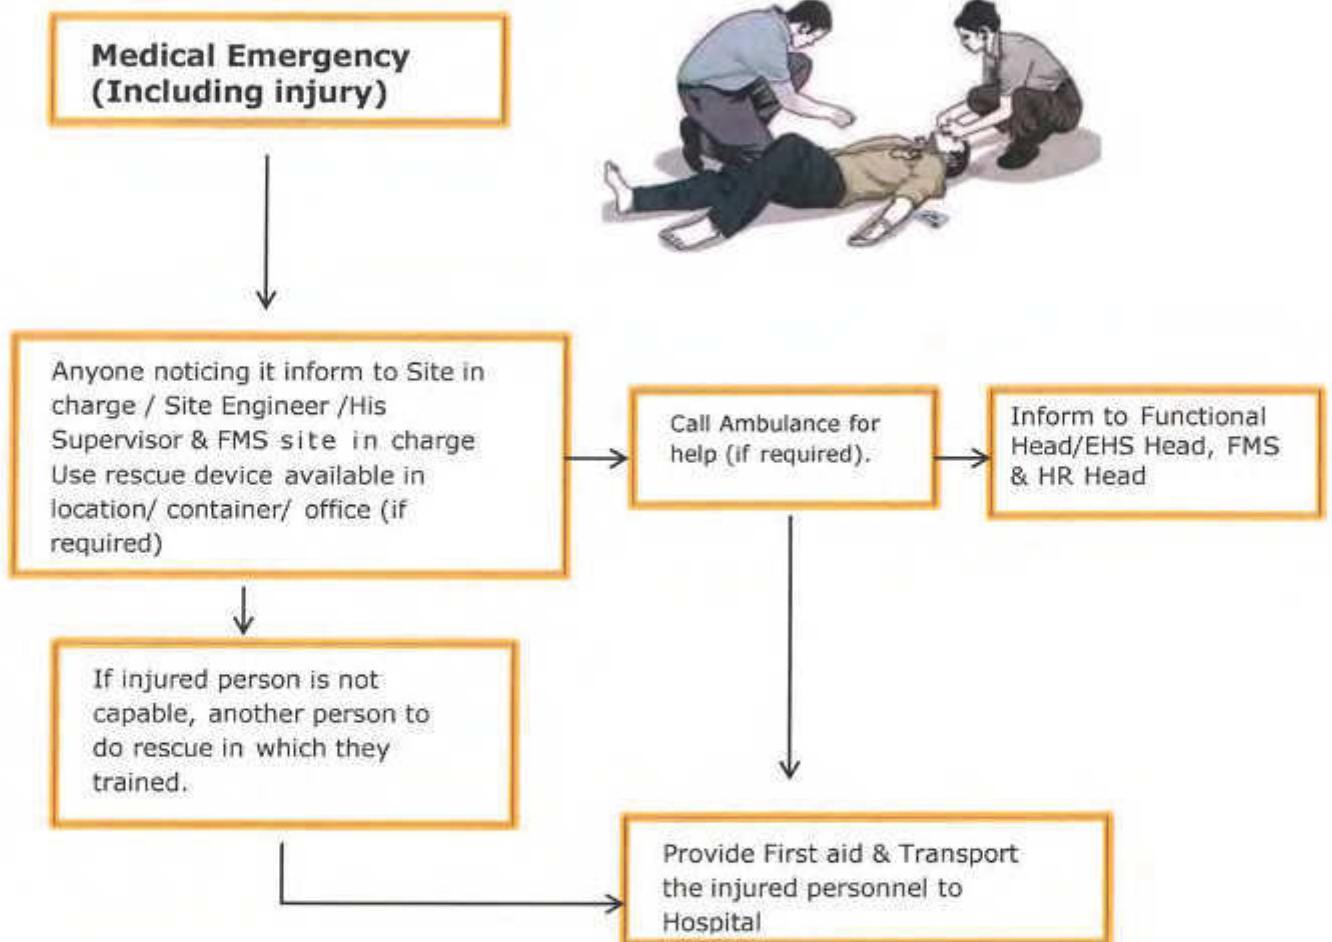 Medical Emergency
(Including injury)
Anyone noticing it inform to Site in
charge / Site Engineer /His
Supervisor & FMS site in charge
Use rescue device available in
location/ container/ office (if
required)
Call Ambulance for
help (if required).
Inform to Functional
Head/EHS Head, FMS
& HR Head
If injured person is not
capable, another person to
do rescue in which they
trained.
Provide First aid & Transport
the injured personnel to
Hospital